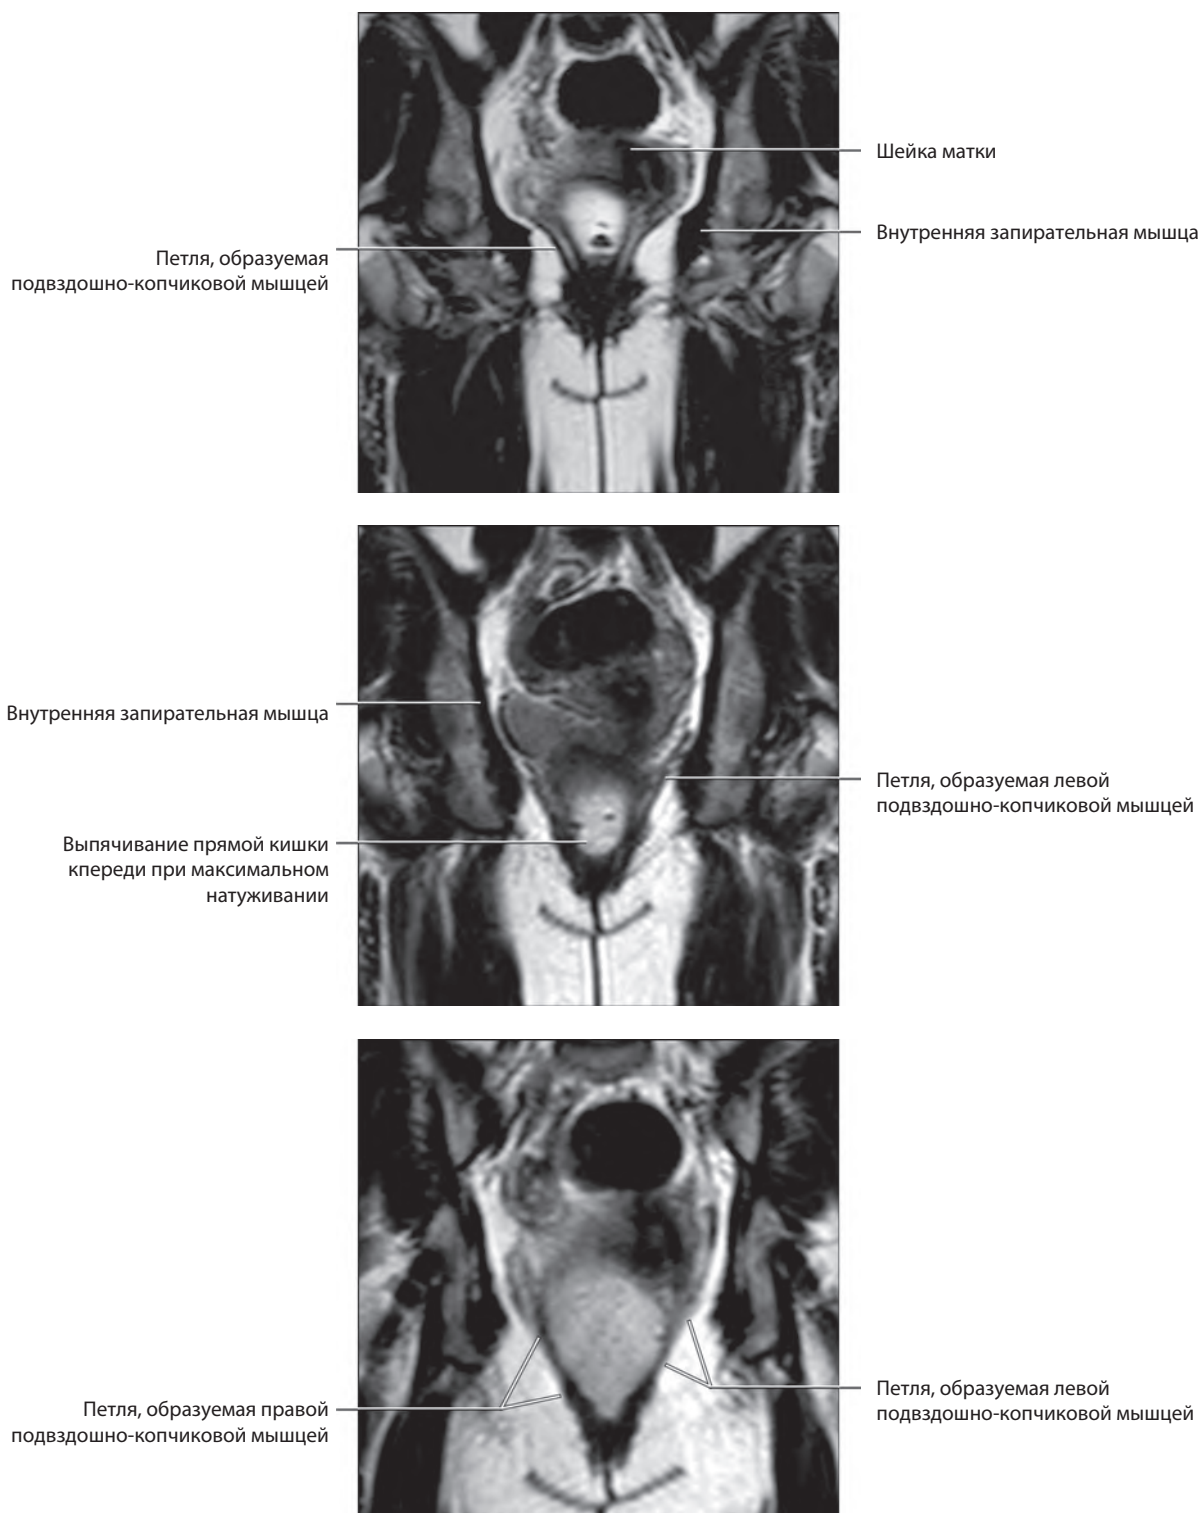 Шейка матки
Внутренняя запирательная мышца
Петля, образуемая
подвздошно-копчиковой мышцей
Внутренняя запирательная мышца
Петля, образуемая левой
подвздошно-копчиковой мышцей
Выпячивание прямой кишки
кпереди при максимальном
натуживании
Петля, образуемая правой
подвздошно-копчиковой мышцей
Петля, образуемая левой
подвздошно-копчиковой мышцей